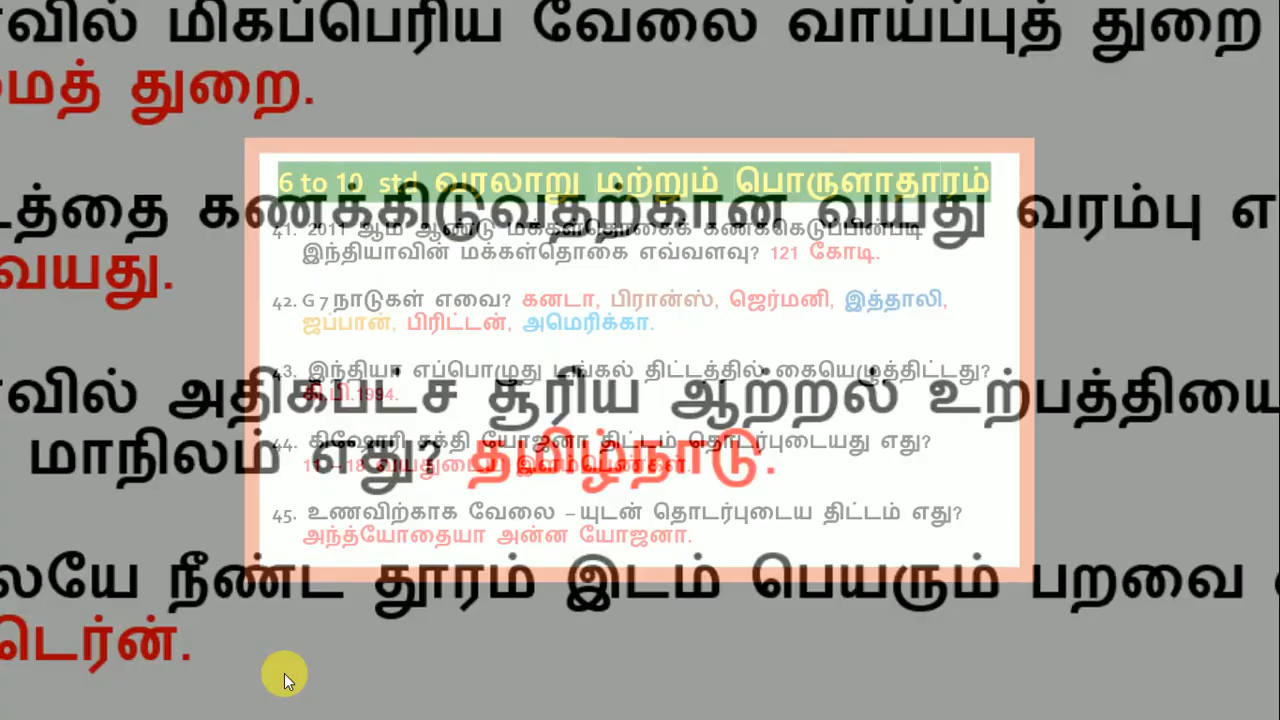 வில் மிகப்பெரிய வேலை வாய்ப்புத் துறை
மைத் துறை.
6 to 10 std வரலாறு மற்றும் பொருளாதாரம்
டத்தை கணக்கிடுவதற்கான வயது வரம்பு எ
41. 2011 ஆம் ஆண்டு மக்கள்தொகைக் கணக்கெடுப்பின்படி
இந்தியாவின் மக்கள்தொகை எவ்வளவு? 121 கோடி.
வயது.
42. G 7 நாடுகள் எவை? கனடா, பிரான்ஸ், ஜெர்மனி, இத்தாலி,
ஜப்பான், பிரிட்டன், அமெரிக்கா.
43. இந்தியா எப்பொழுது டங்கல் திட்டத்தில் கையெழுத்திட்டது?
கி.பி.1994.
வில் அதிகபட்ச சூரிய ஆற்றல் உற்பத்தியை
44. கிஷோரி சக்தி யோஜனா திட்டம் தொடர்புடையது எது?
மாநிலம் எது? தமிழ்நாடு.
11 - 18 வயதுடைய இளம்பெண்கள்.
45. உணவிற்காக வேலை – யுடன் தொடர்புடைய திட்டம் எது?
அந்த்யோதையா அன்ன யோஜனா.
லேயே நீண்ட தூரம் இடம் பெயரும் பறவை
டெர்ன்.